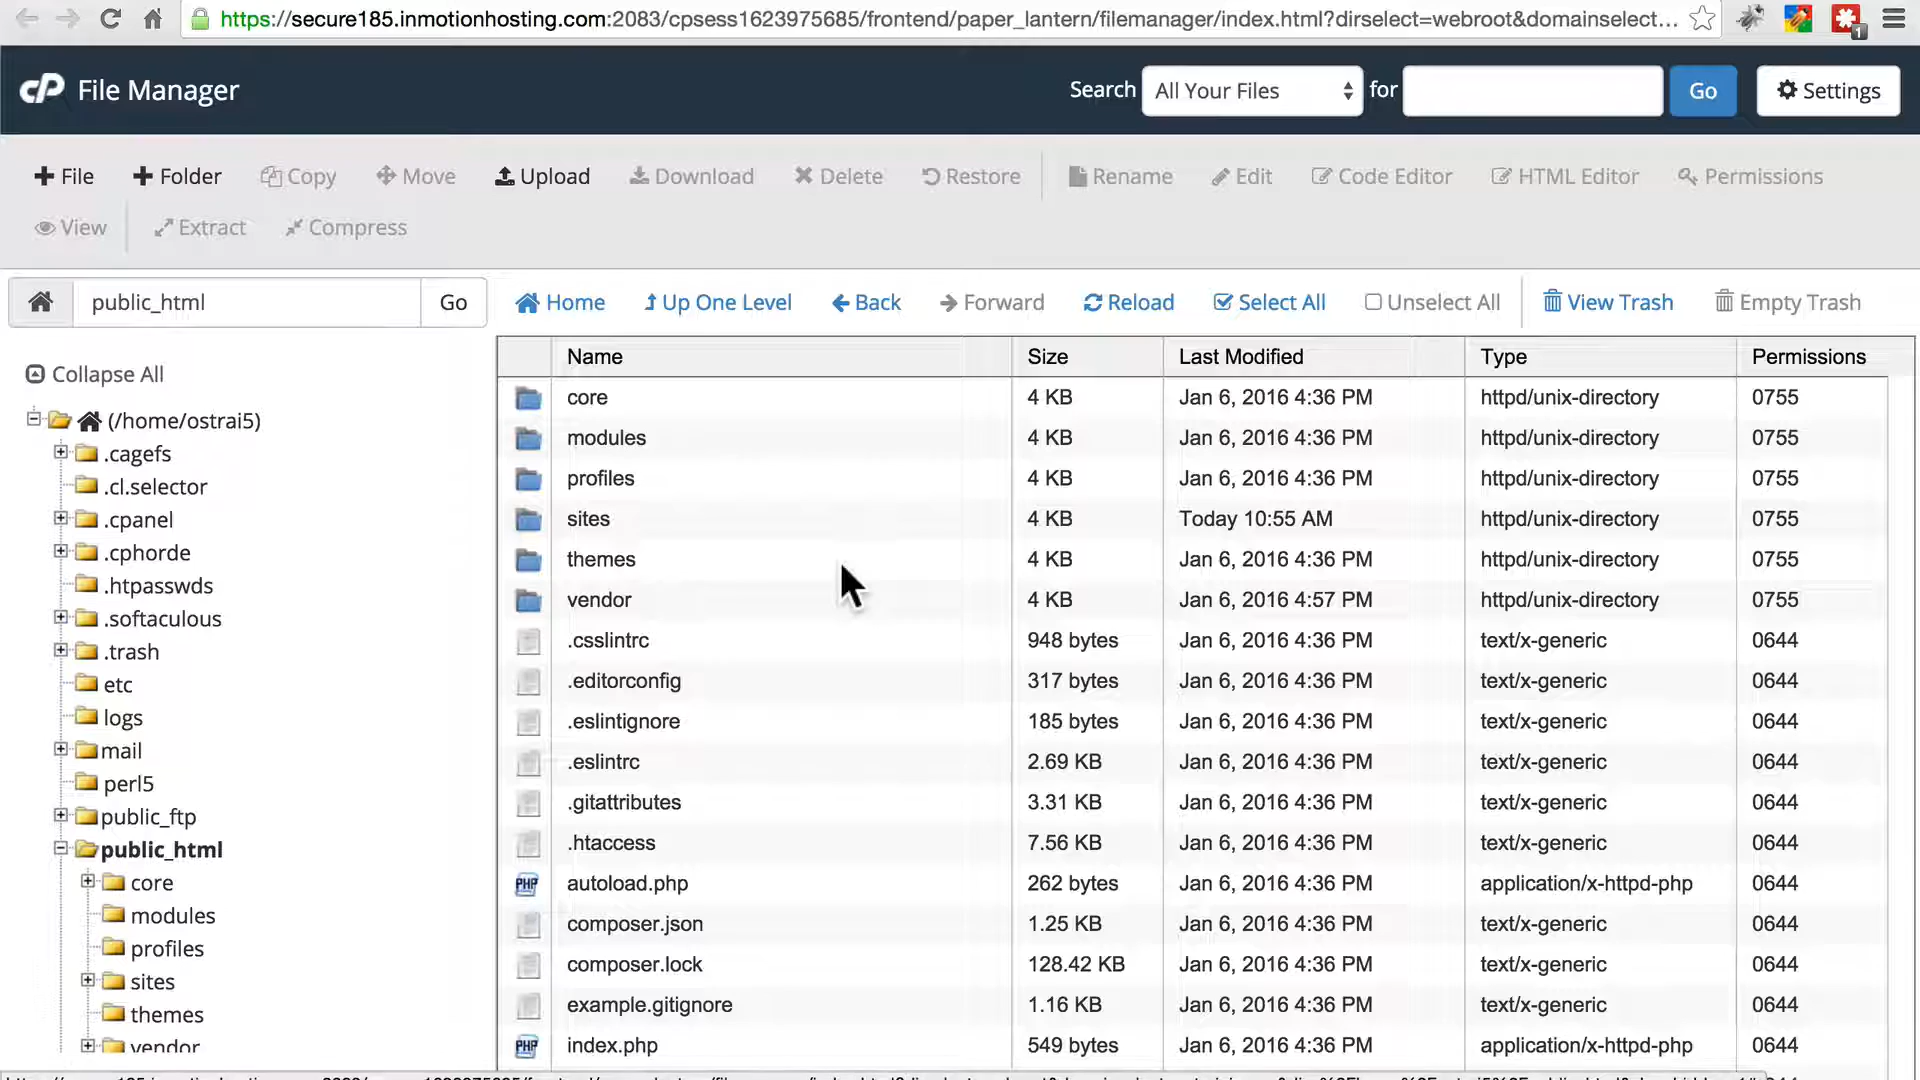 https://secure185.inmotionhosting.com:2083/cpsess1623975685/frontend/paper_lantern/filemanager/index.html?dirselect=webroot&domainselect...
1
cP File Manager
Search All Your Files for Go Settings
File Folder Copy Move Upload Download Delete Restore Rename Edit Code Editor HTML Editor Permissions
View Extract Compress
public_html Go Home Up One Level Back Forward Reload Select All Unselect All View Trash Empty Trash
Collapse All
(/home/ostrai5)
.cagefs
.cl.selector
.cpanel
.cphorde
.htpasswds
.softaculous
.trash
etc
logs
mail
perl5
public_ftp
public_html
core
modules
profiles
sites
themes
vendor
Name Size Last Modified Type Permissions
core 4 KB Jan 6, 2016 4:36 PM httpd/unix-directory 0755
modules 4 KB Jan 6, 2016 4:36 PM httpd/unix-directory 0755
profiles 4 KB Jan 6, 2016 4:36 PM httpd/unix-directory 0755
sites 4 KB Today 10:55 AM httpd/unix-directory 0755
themes 4 KB Jan 6, 2016 4:36 PM httpd/unix-directory 0755
vendor 4 KB Jan 6, 2016 4:57 PM httpd/unix-directory 0755
.csslintrc 948 bytes Jan 6, 2016 4:36 PM text/x-generic 0644
.editorconfig 317 bytes Jan 6, 2016 4:36 PM text/x-generic 0644
.eslintignore 185 bytes Jan 6, 2016 4:36 PM text/x-generic 0644
.eslintrc 2.69 KB Jan 6, 2016 4:36 PM text/x-generic 0644
.gitattributes 3.31 KB Jan 6, 2016 4:36 PM text/x-generic 0644
.htaccess 7.56 KB Jan 6, 2016 4:36 PM text/x-generic 0644
PHP autoload.php 262 bytes Jan 6, 2016 4:36 PM application/x-httpd-php 0644
composer.json 1.25 KB Jan 6, 2016 4:36 PM text/x-generic 0644
composer.lock 128.42 KB Jan 6, 2016 4:36 PM text/x-generic 0644
example.gitignore 1.16 KB Jan 6, 2016 4:36 PM text/x-generic 0644
PHP index.php 549 bytes Jan 6, 2016 4:36 PM application/x-httpd-php 0644